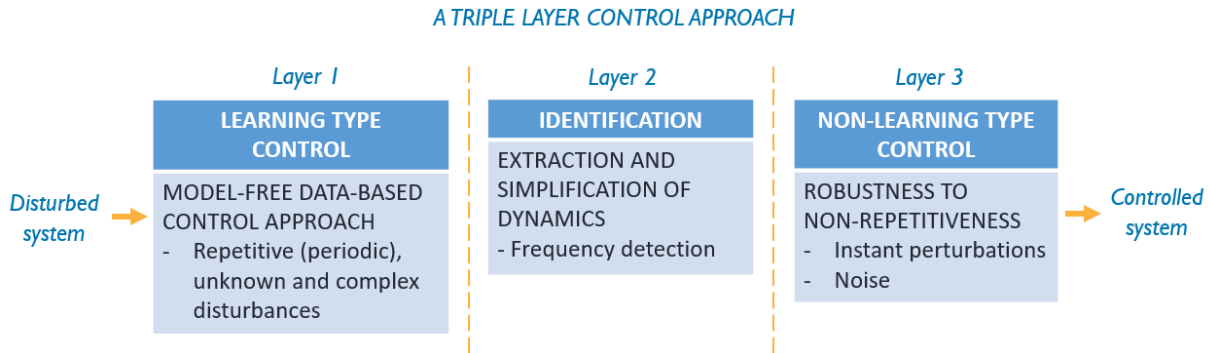 A TRIPLE LAYER CONTROL APPROACH
Layer 1
Layer 2
Layer 3
Disturbed
system
LEARNING TYPE
CONTROL
MODEL-FREE DATA-BASED
CONTROL APPROACH
- Repetitive (periodic),
unknown and complex
disturbances
IDENTIFICATION
EXTRACTION AND
SIMPLIFICATION OF
DYNAMICS
- Frequency detection
NON-LEARNING TYPE
CONTROL
ROBUSTNESS TO
NON-REPETITIVENESS
- Instant perturbations
- Noise
Controlled
system